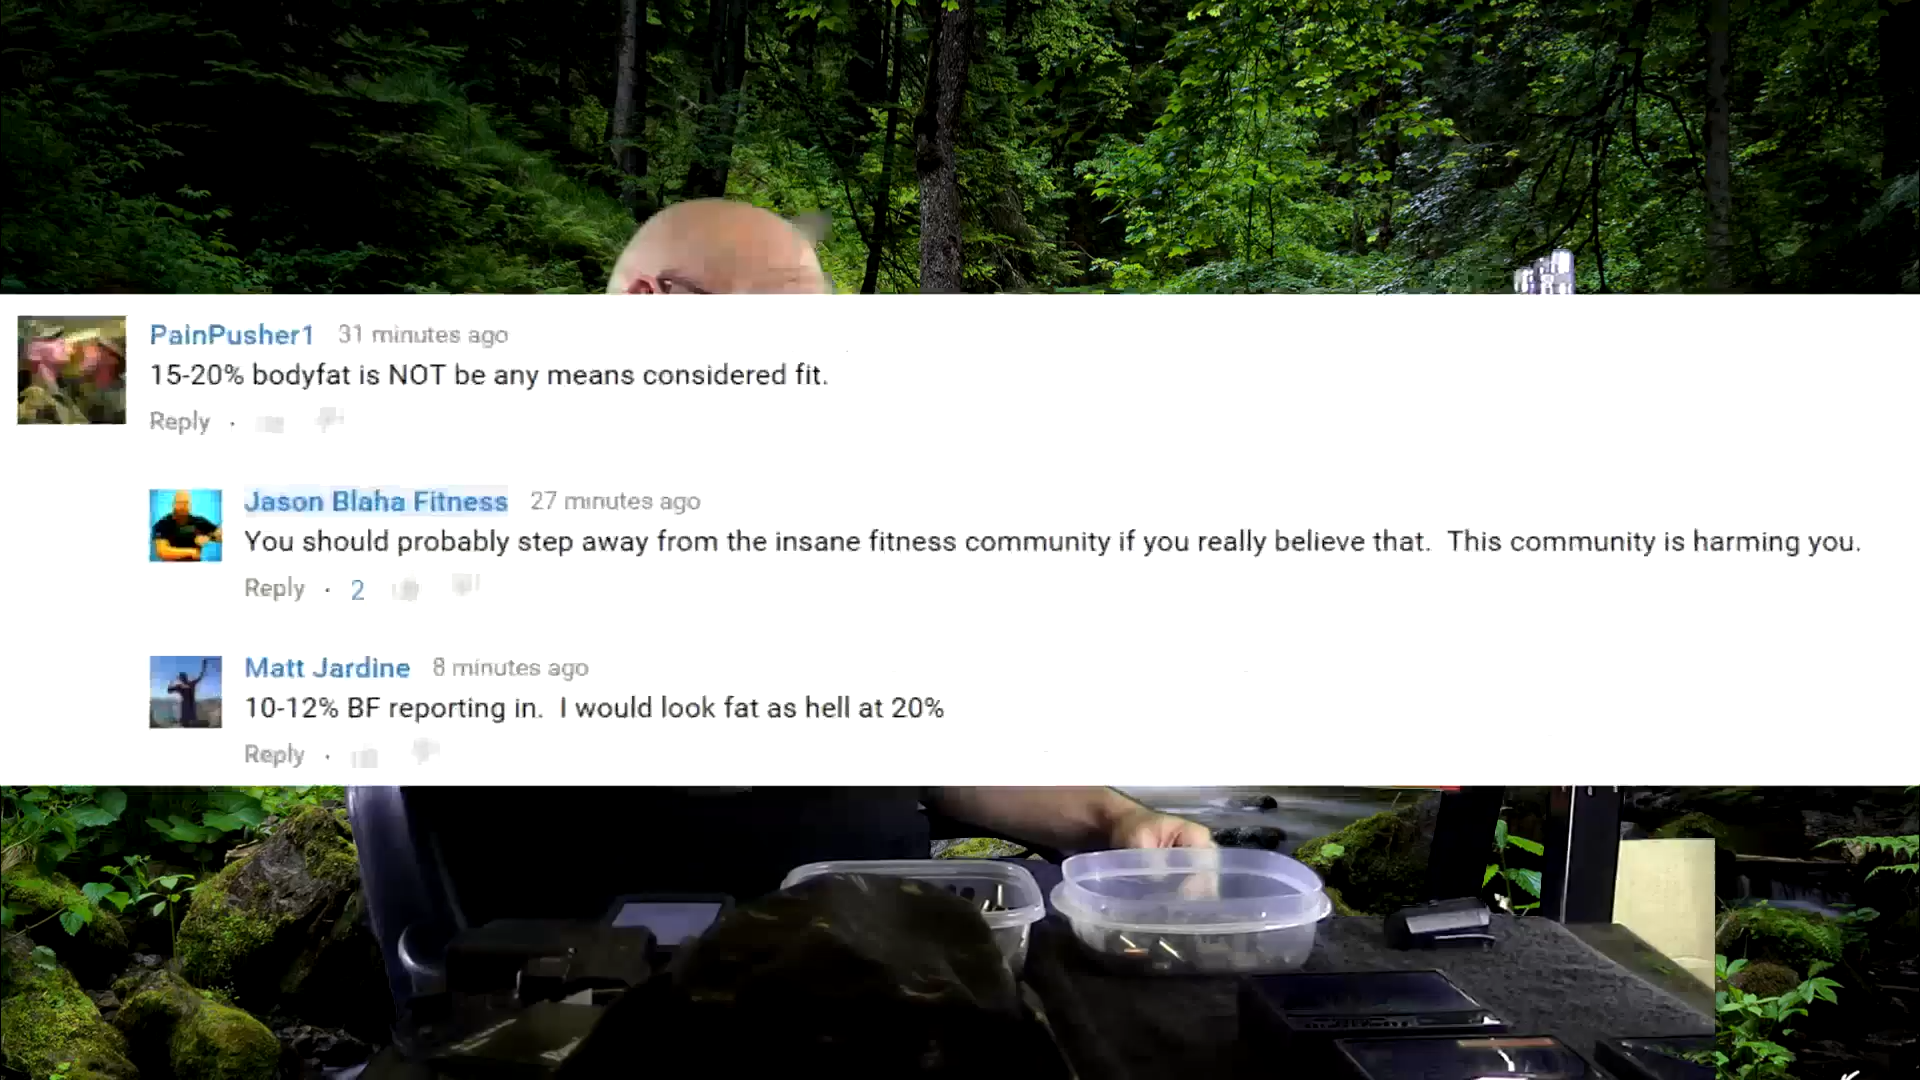 PainPusher1 31 minutes ago
15-20% bodyfat is NOT be any means considered fit.
Reply ·
Jason Blaha Fitness 27 minutes ago
You should probably step away from the insane fitness community if you really believe that. This community is harming you.
Reply · 2
Matt Jardine 8 minutes ago
10-12% BF reporting in. I would look fat as hell at 20%
Reply ·